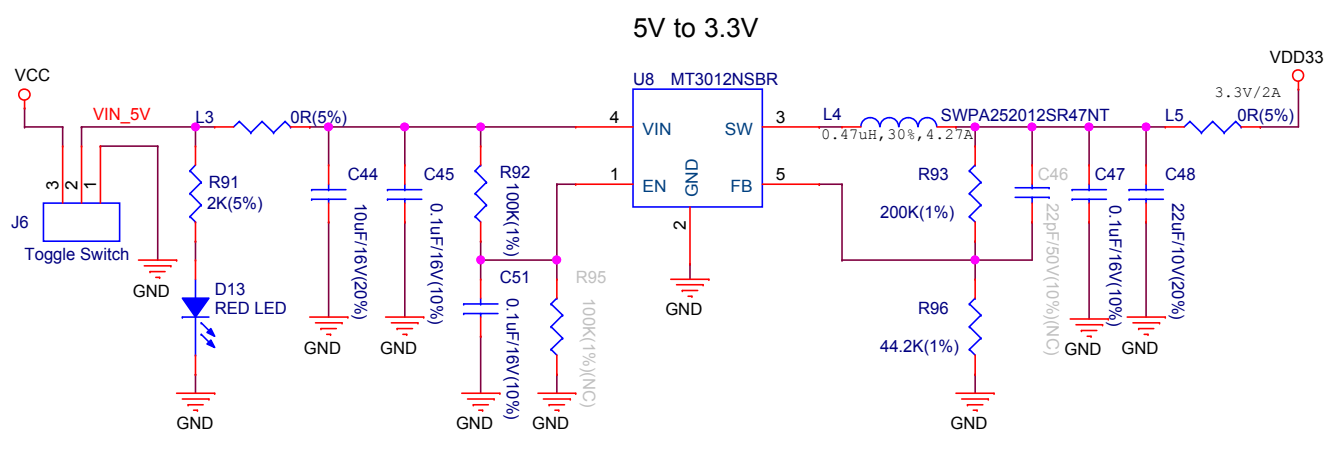 5V to 3.3V
VCC
VIN_5V
L3
0R(5%)
3
2
1
J6
Toggle Switch
GND
R91
2K(5%)
D13
RED LED
GND
C44
10uF/16V(20%)
GND
C45
0.1uF/16V(10%)
GND
R92
100K(1%)
C51
0.1uF/16V(10%)
GND
R95
100K(1%)(NC)
GND
U8 MT3012NSBR
4
VIN
1
EN
GND
2
GND
SW
3
FB
5
L4
SWPA252012SR47NT
0.47uH,30%,4.27A
R93
200K(1%)
R96
44.2K(1%)
GND
C46
22pF/50V(10%)(NC)
C47
0.1uF/16V(10%)
GND
C48
22uF/10V(20%)
GND
L5
0R(5%)
3.3V/2A
VDD33